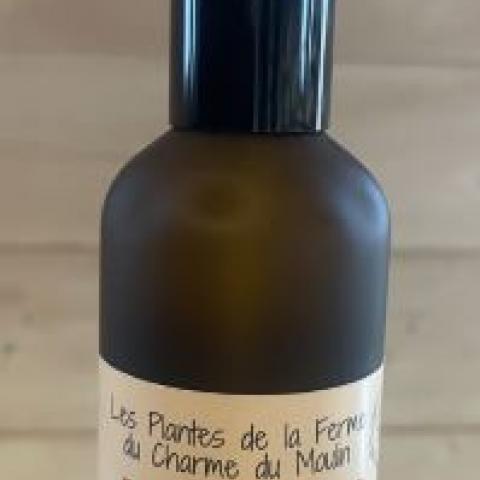 Les Plantes de la Ferme
du Charme du Moulin